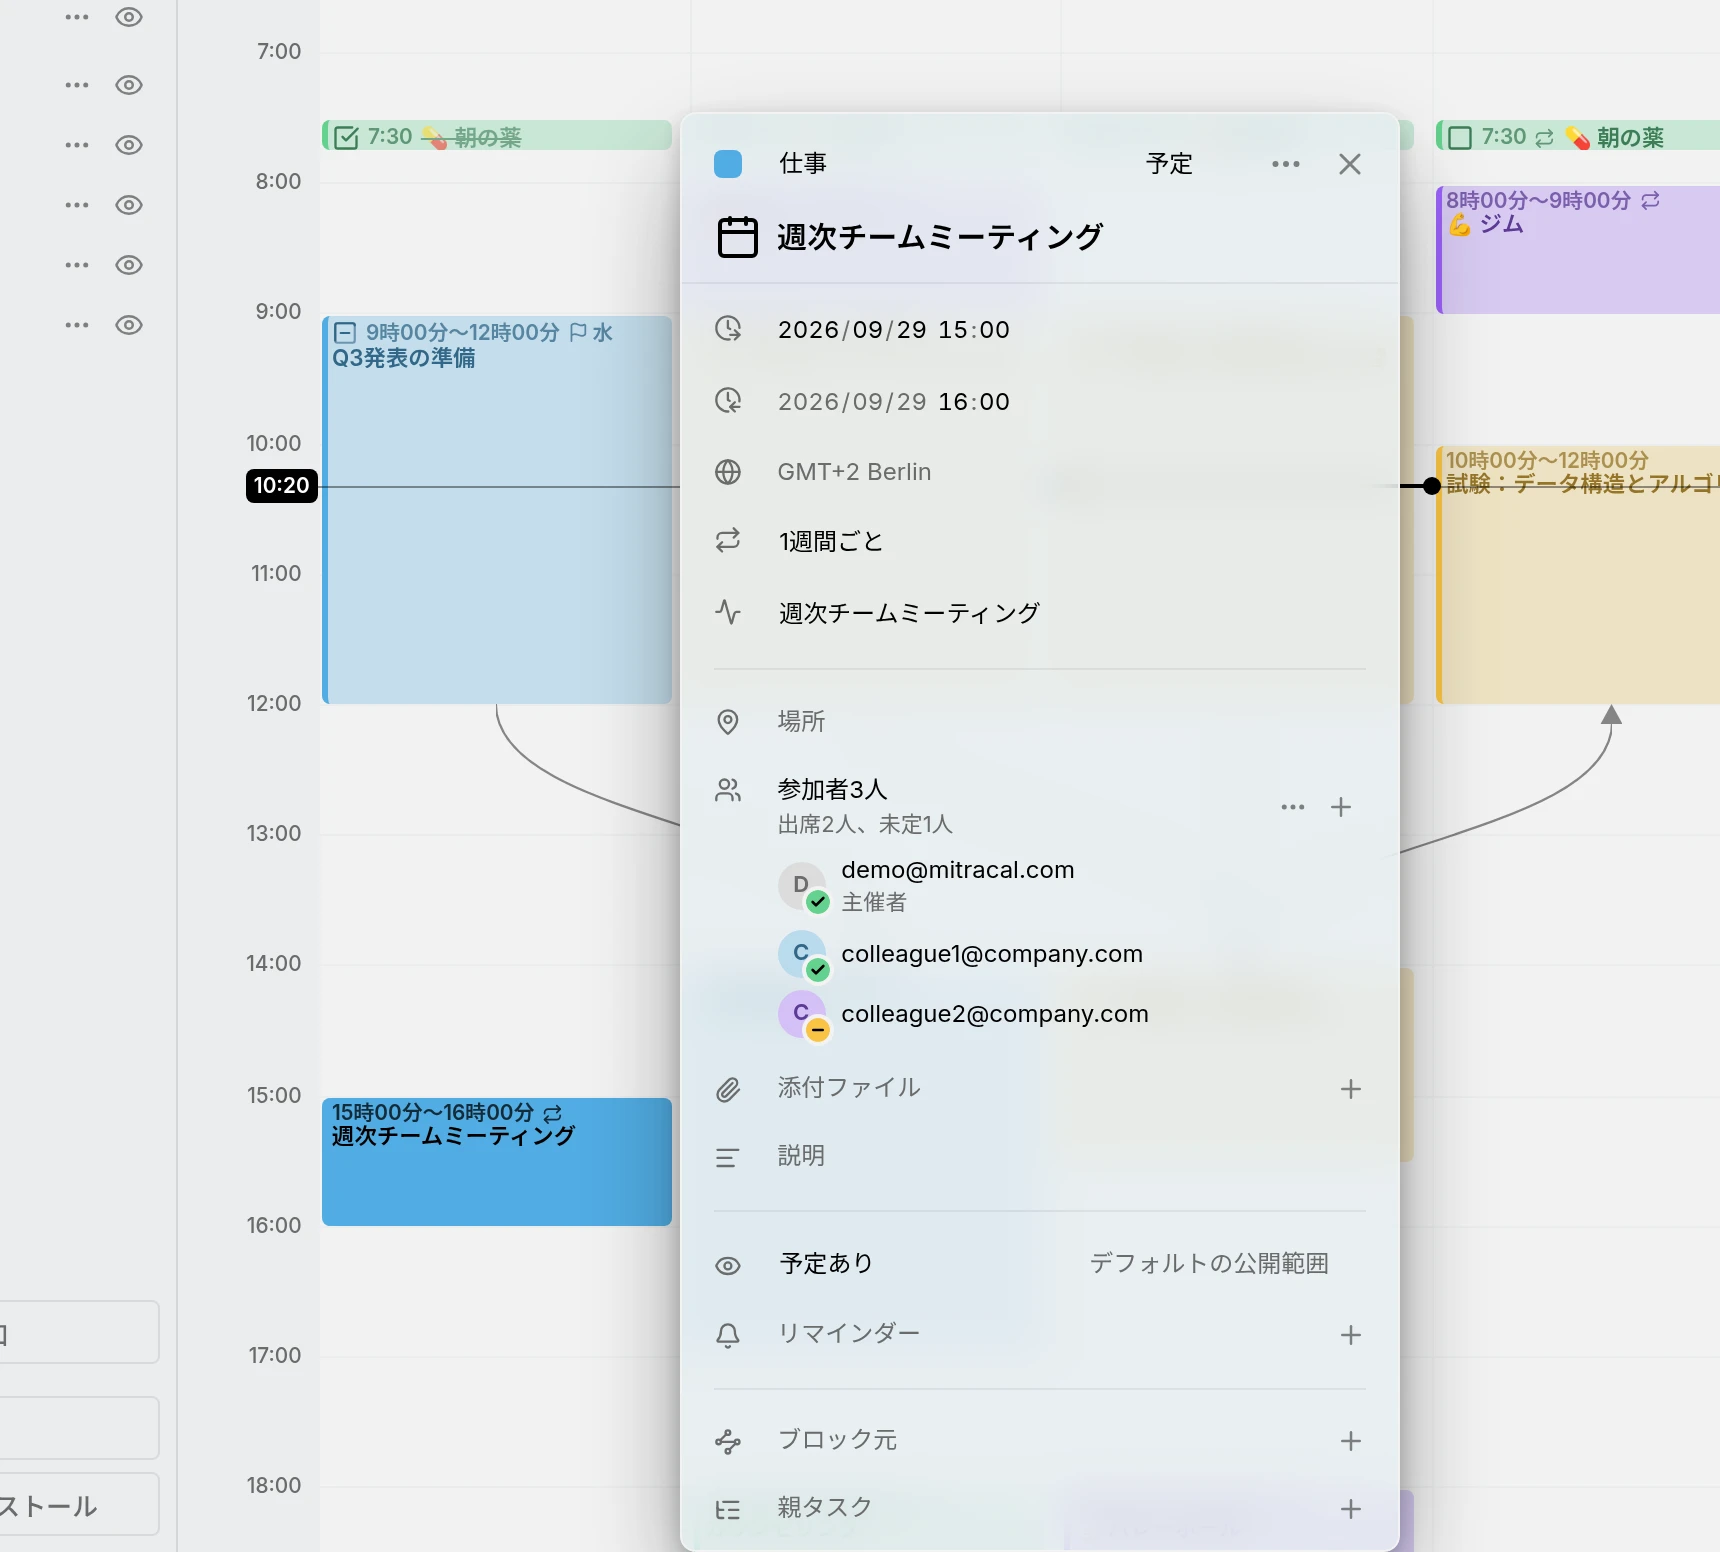 7:00
8:00
9:00
10:00
10:20
11:00
12:00
13:00
14:00
15:00
16:00
17:00
18:00
ストール
7:30 💊 朝の薬
9時00分〜12時00分 水
Q3発表の準備
15時00分〜16時00分
週次チームミーティング
仕事 予定
週次チームミーティング
2026/09/29 15:00
2026/09/29 16:00
GMT+2 Berlin
1週間ごと
週次チームミーティング
場所
参加者3人
出席2人、未定1人
D demo@mitracal.com
主催者
C colleague1@company.com
C colleague2@company.com
添付ファイル
説明
予定あり デフォルトの公開範囲
リマインダー
ブロック元
親タスク
7:30 💊 朝の薬
8時00分〜9時00分
💪 ジム
10時00分〜12時00分
試験：データ構造とアルゴ